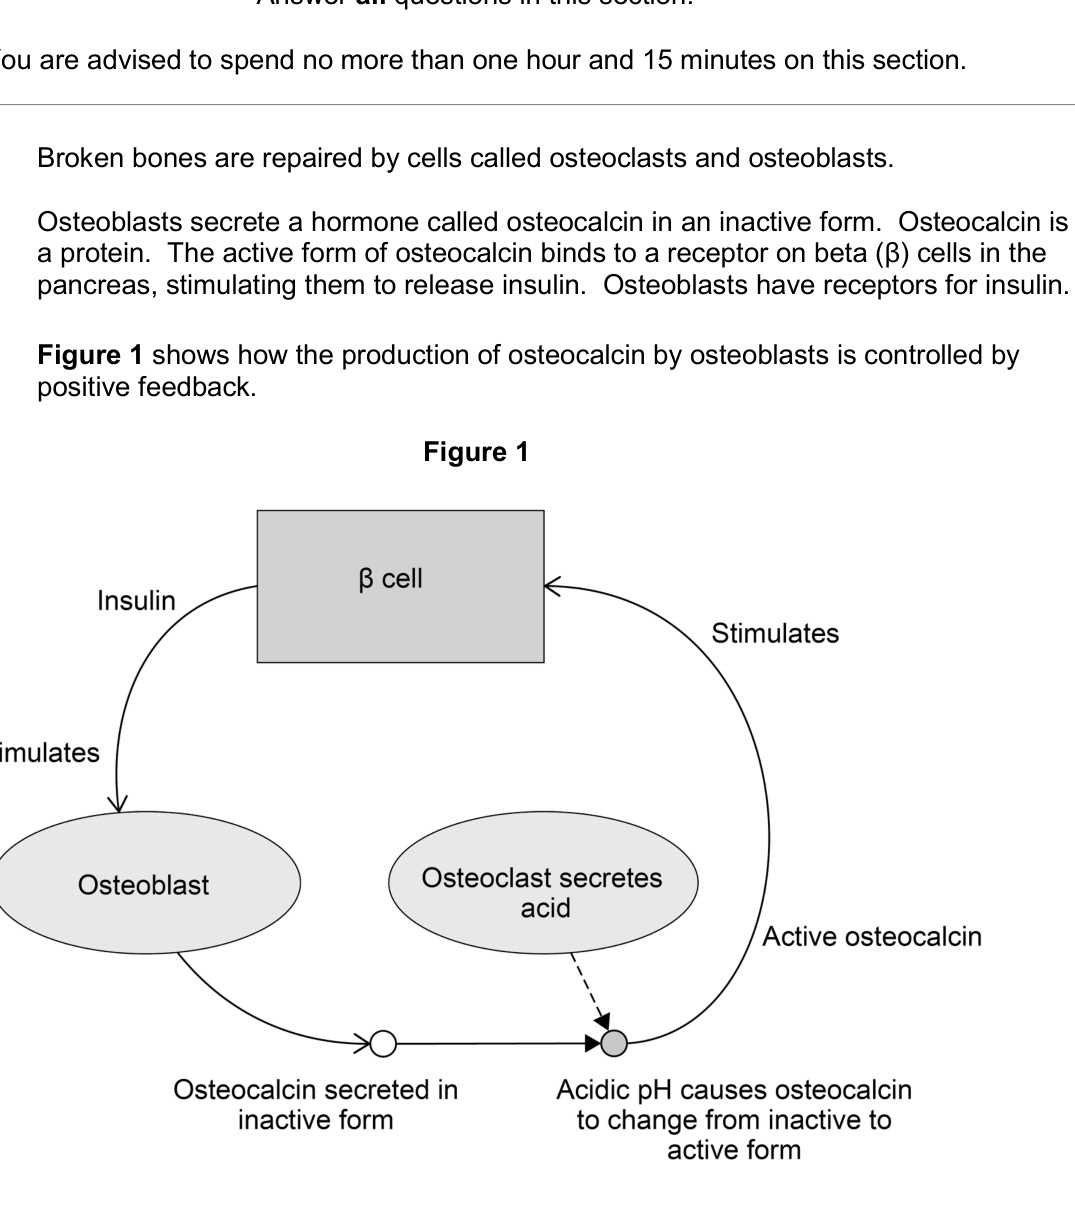 You are advised to spend no more than one hour and 15 minutes on this section.
Broken bones are repaired by cells called osteoclasts and osteoblasts.
Osteoblasts secrete a hormone called osteocalcin in an inactive form. Osteocalcin is
a protein. The active form of osteocalcin binds to a receptor on beta (β) cells in the
pancreas, stimulating them to release insulin. Osteoblasts have receptors for insulin.
Figure 1 shows how the production of osteocalcin by osteoblasts is controlled by
positive feedback.
Figure 1
β cell
Insulin
Stimulates
imulates
Osteoblast
Osteoclast secretes
acid
Active osteocalcin
Osteocalcin secreted in
inactive form
Acidic pH causes osteocalcin
to change from inactive to
active form